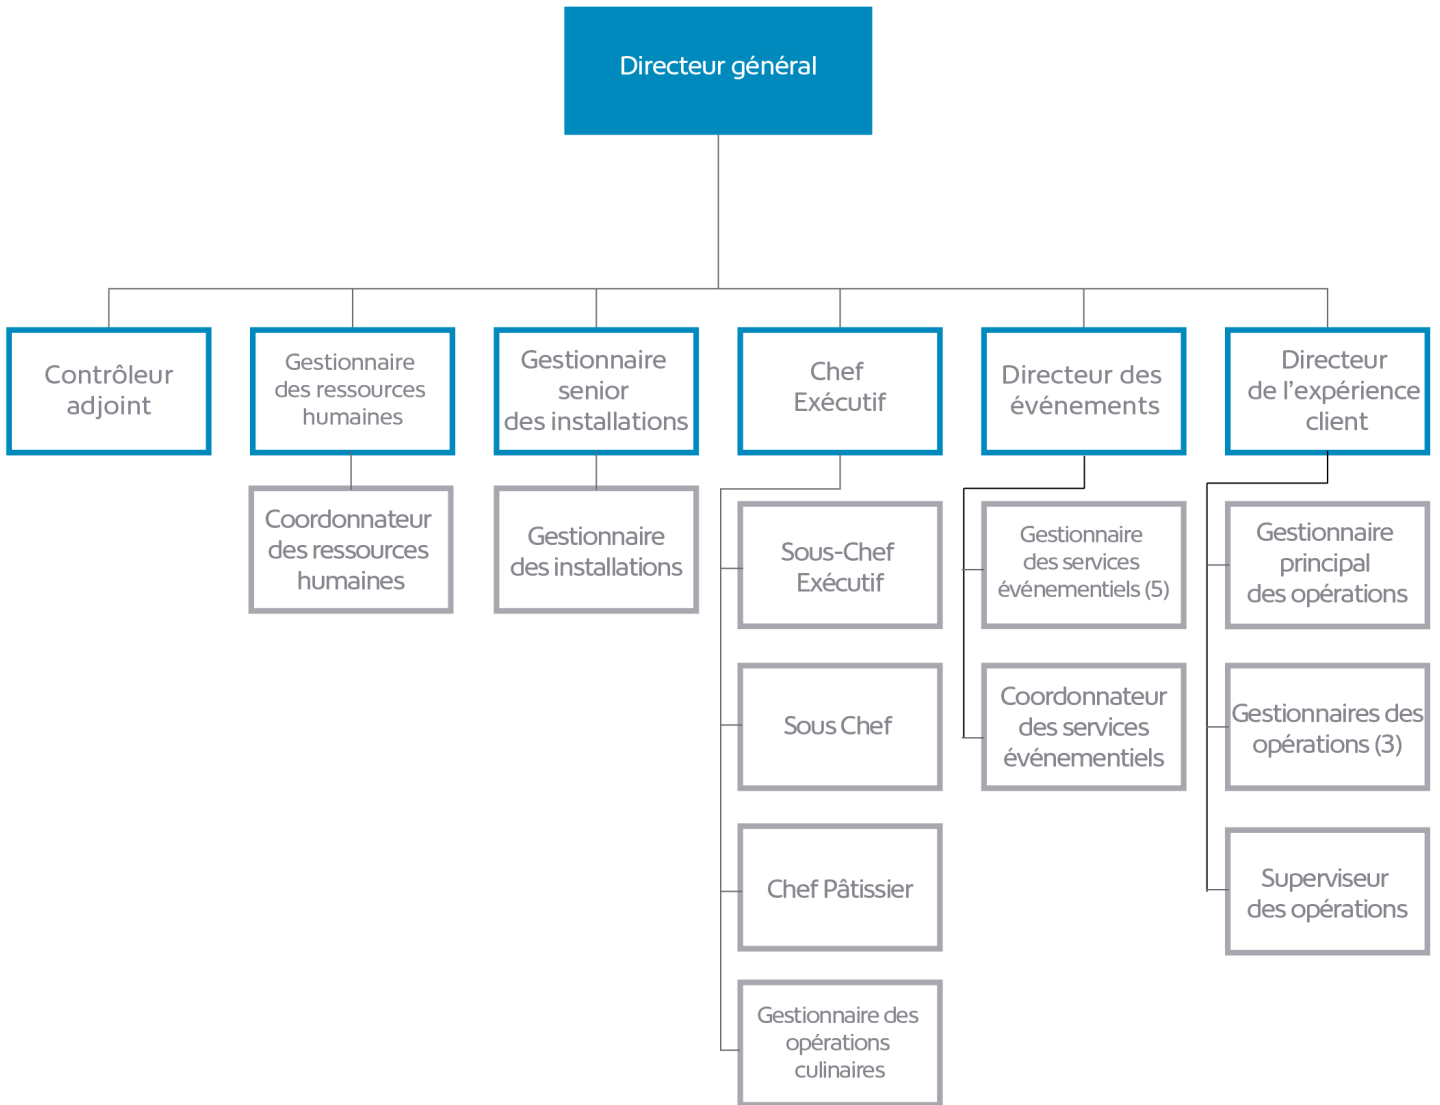 Directeur général
Contrôleur
adjoint
Gestionnaire
des ressources
humaines
Gestionnaire
senior
des installations
Chef
Exécutif
Directeur des
événements
Directeur
de l’expérience
client
Coordonnateur
des ressources
humaines
Gestionnaire
des installations
Sous-Chef
Exécutif
Gestionnaire
des services
événementiels (5)
Gestionnaire
principal
des opérations
Sous Chef
Coordonnateur
des services
événementiels
Gestionnaires des
opérations (3)
Chef Pâtissier
Superviseur
des opérations
Gestionnaire des
opérations
culinaires